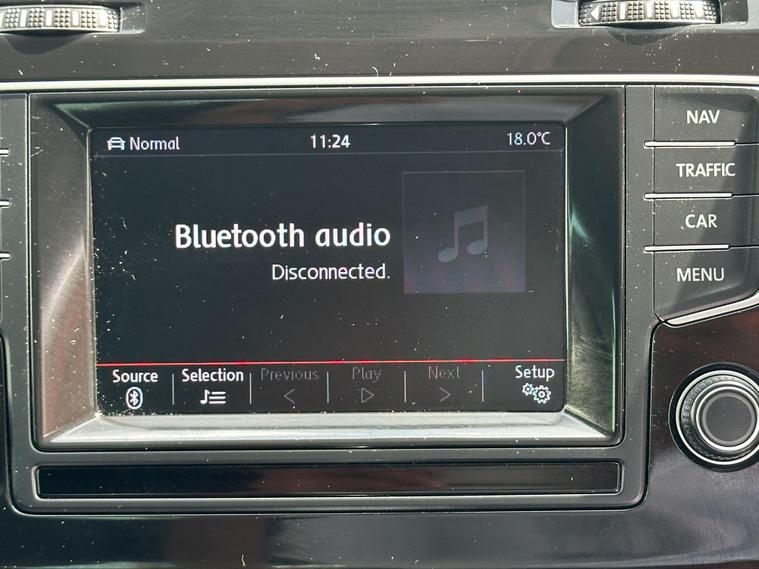 Normal 11:24 18.0°C
Bluetooth audio
Disconnected.
Source Selection Previous Play Next Setup
NAV
TRAFFIC
CAR
MENU